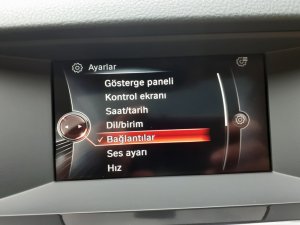 Ayarlar
Gösterge paneli
Kontrol ekranı
Saat/tarih
Dil/birim
Bağlantılar
Ses ayarı
Hız